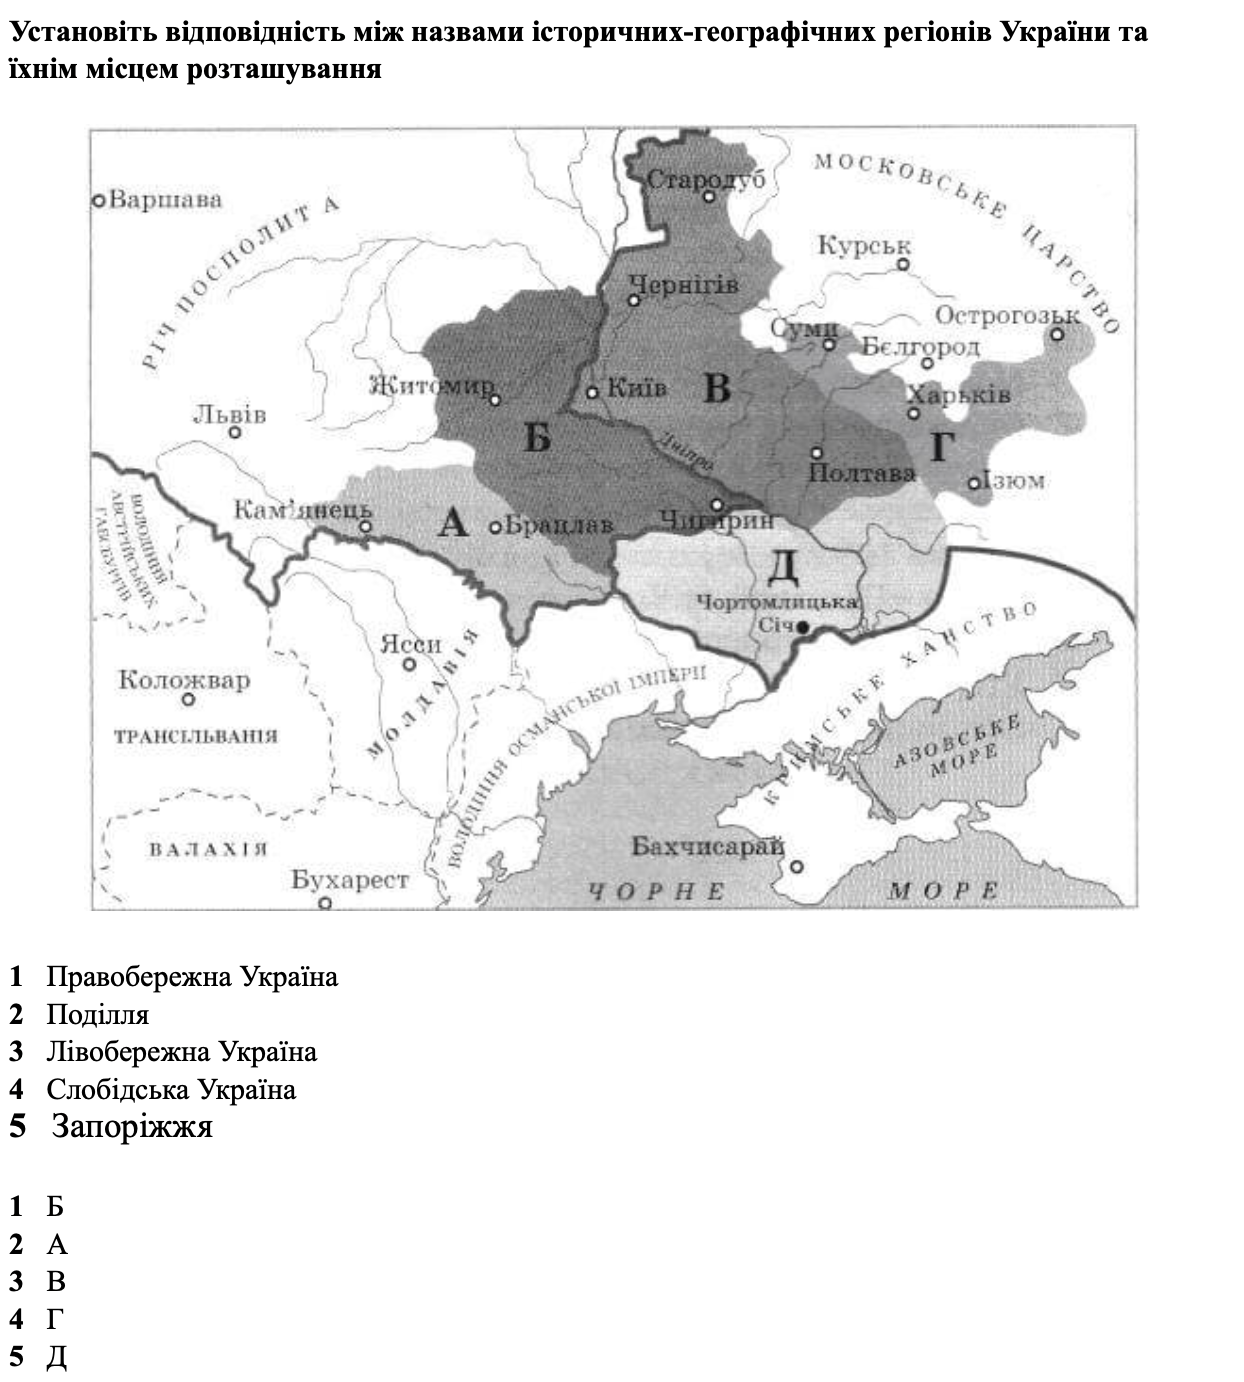 Установіть відповідність між назвами історичних-географічних регіонів України та
їхнім місцем розташування
МОСКОВСЬКЕ ЦАРСТВО
Стародуб
Варшава
РІЧ ПОСПОЛИТА
Курськ
Чернігів
Острогозьк
Суми
Бєлгород
Житомир
Київ
В
Харків
Львів
Б
Дніпро
Г
Полтава
Ізюм
Кам'янець
А
Брацлав
Чигирин
ВОЛОДІННЯ
АВСТРІЙСЬКИХ
ГАБСБУРГІВ
Д
Чортомлицька
Січ
КРИМСЬКЕ ХАНСТВО
Ясси
МОЛДАВІЯ
Коложвар
ВОЛОДІННЯ ОСМАНСЬКОЇ ІМПЕРІЇ
ТРАНСІЛЬВАНІЯ
АЗОВСЬКЕ
МОРЕ
ВАЛАХІЯ
Бахчисарай
Бухарест
ЧОРНЕ МОРЕ
1 Правобережна Україна
2 Поділля
3 Лівобережна Україна
4 Слобідська Україна
5 Запоріжжя
1 Б
2 А
3 В
4 Г
5 Д